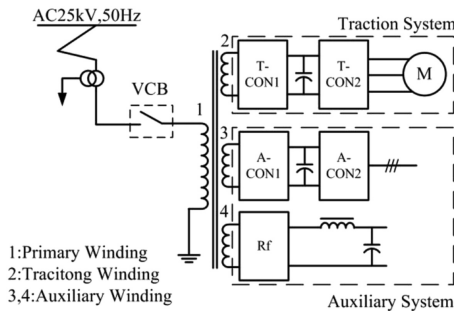 AC25kV,50Hz
Traction System
VCB
1
2
T-
CON1
T-
CON2
M
3
A-
CON1
A-
CON2
4
Rf
1:Primary Winding
2:Tracitong Winding
3,4:Auxiliary Winding
Auxiliary System